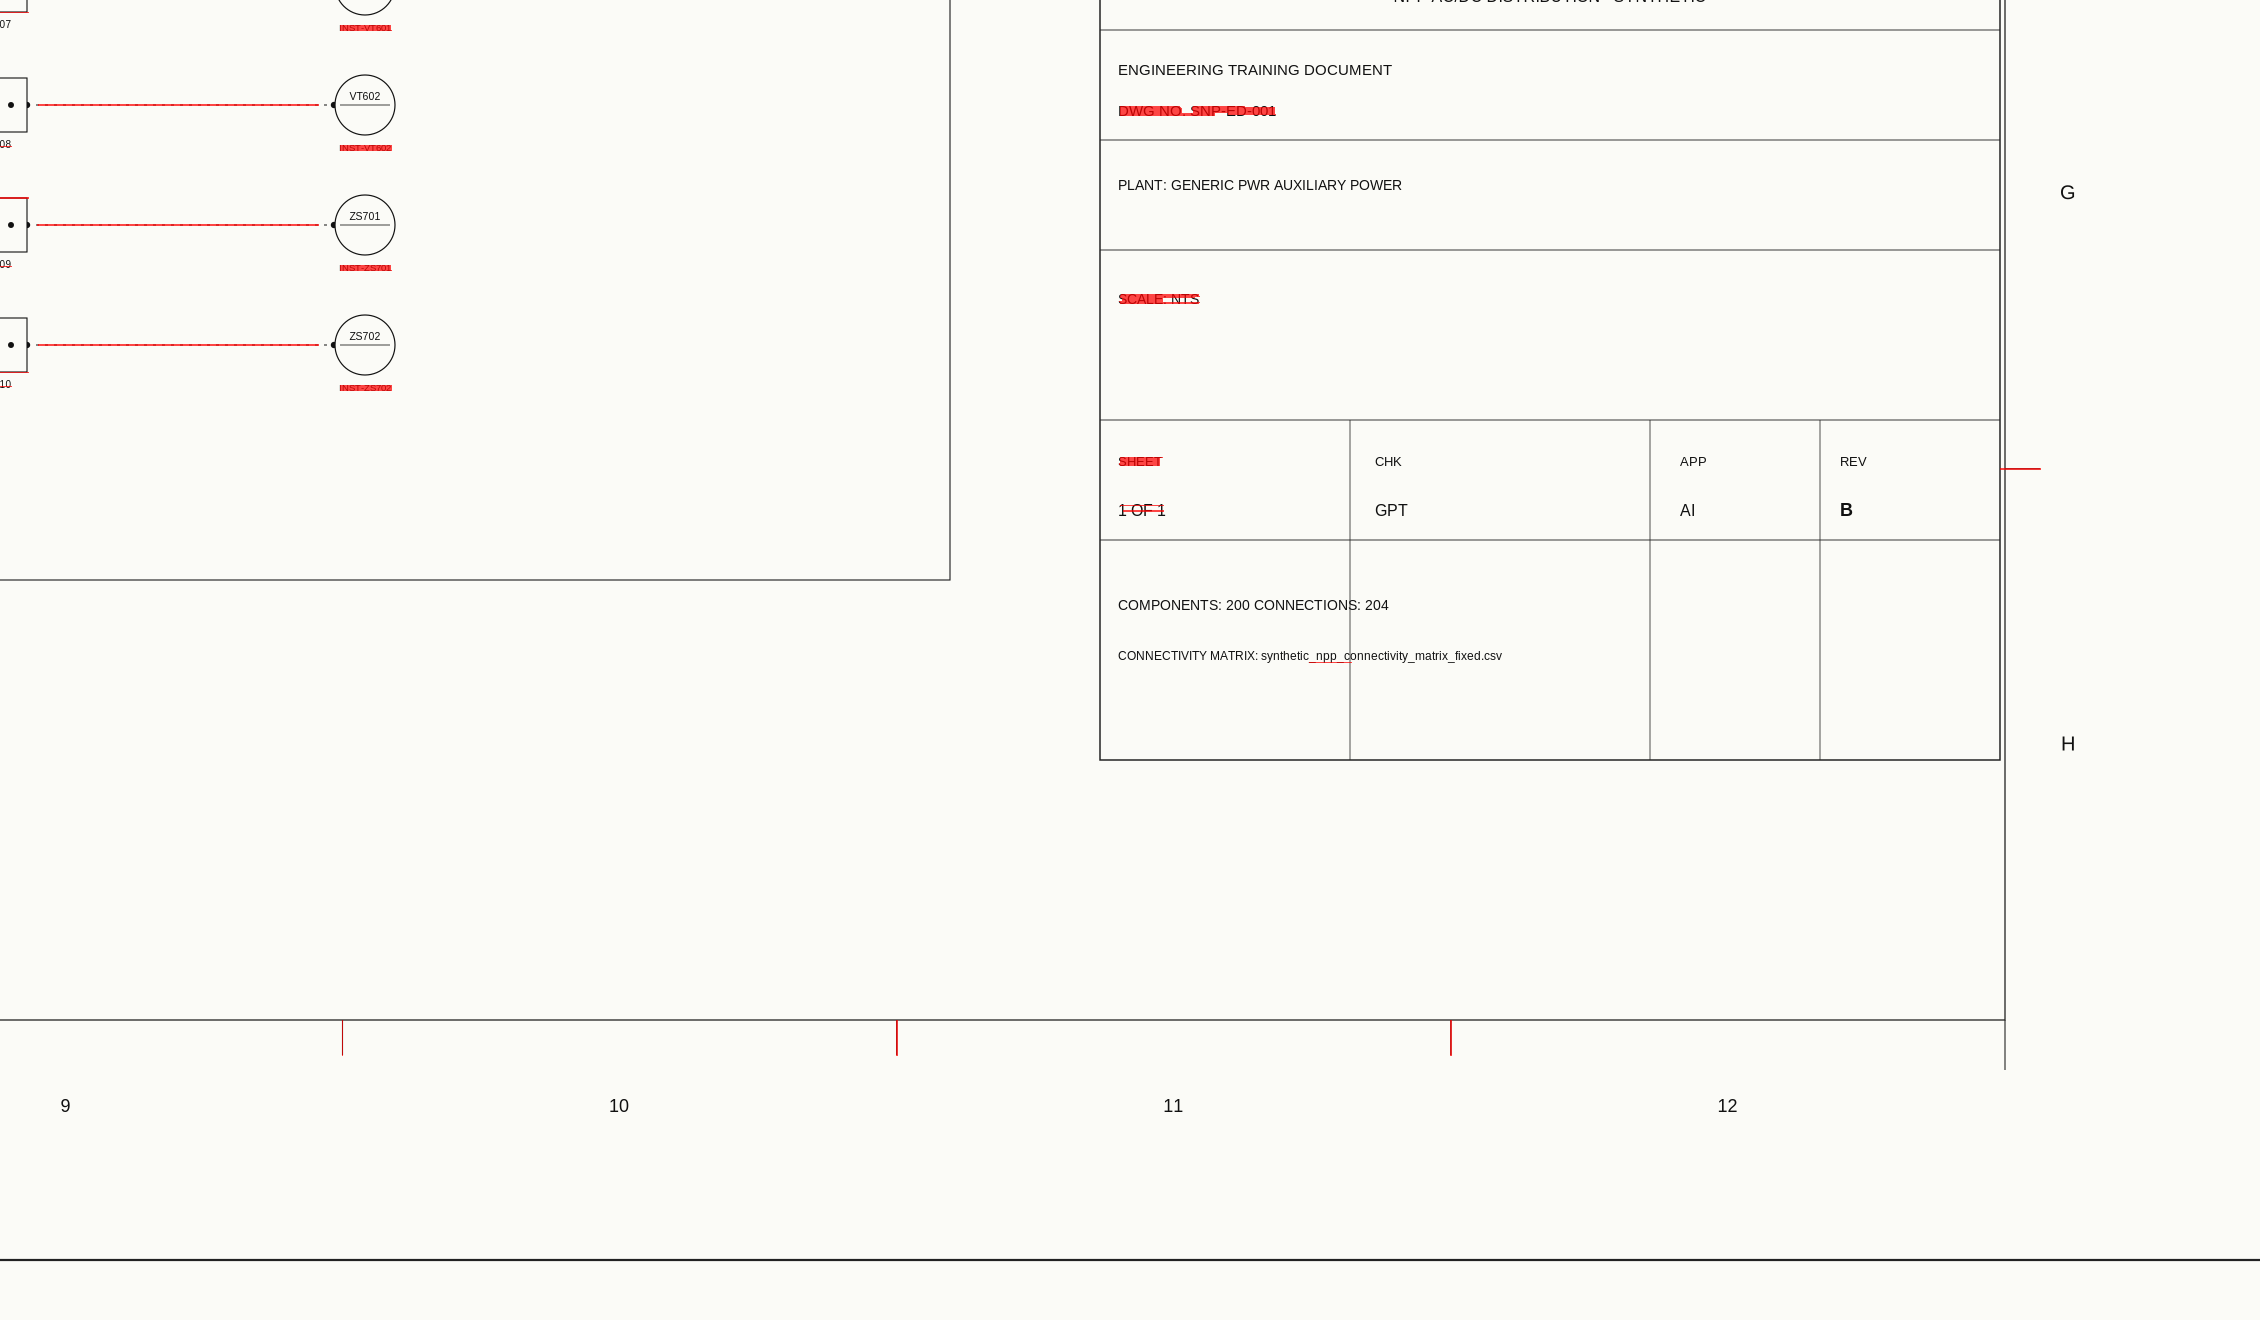 07
INST-VT601
VT602
08
INST-VT602
ZS701
09
INST-ZS701
ZS702
10
INST-ZS702
ENGINEERING TRAINING DOCUMENT
DWG NO. SNP-ED-001
PLANT: GENERIC PWR AUXILIARY POWER
SCALE: NTS
SHEET CHK APP REV
1 OF 1 GPT AI B
COMPONENTS: 200 CONNECTIONS: 204
CONNECTIVITY MATRIX: synthetic_npp_connectivity_matrix_fixed.csv
G
H
9 10 11 12